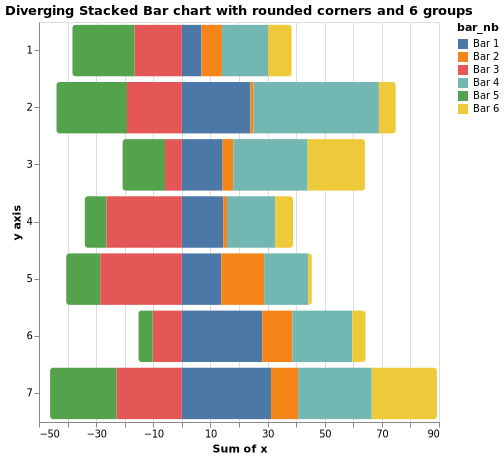 Diverging Stacked Bar chart with rounded corners and 6 groups
bar_nb
Bar 1
Bar 2
Bar 3
Bar 4
Bar 5
Bar 6
y axis
1
2
3
4
5
6
7
−50 −30 −10 10 30 50 70 90
Sum of x